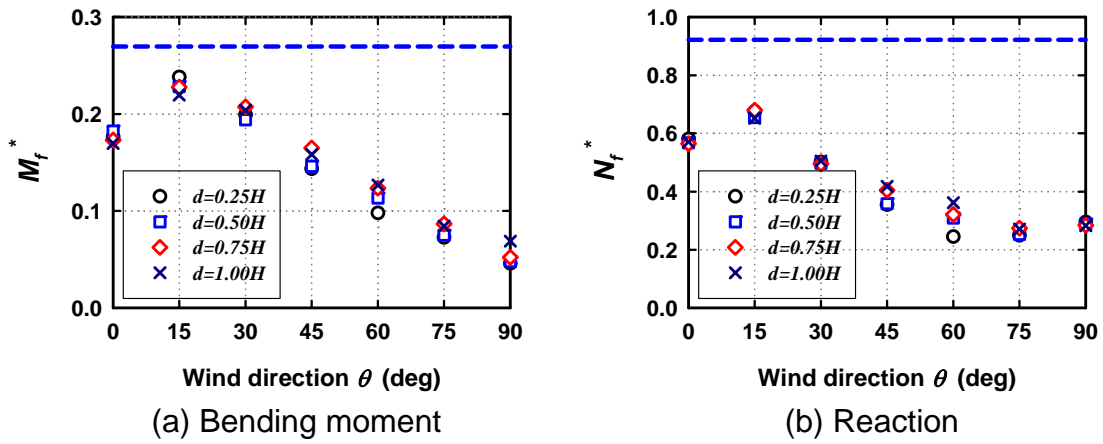 0.3
0.2
0.1
0.0
M_f^*
d=0.25H
d=0.50H
d=0.75H
d=1.00H
0 15 30 45 60 75 90
Wind direction θ (deg)
(a) Bending moment
1.0
0.8
0.6
0.4
0.2
0.0
N_f^*
d=0.25H
d=0.50H
d=0.75H
d=1.00H
0 15 30 45 60 75 90
Wind direction θ (deg)
(b) Reaction